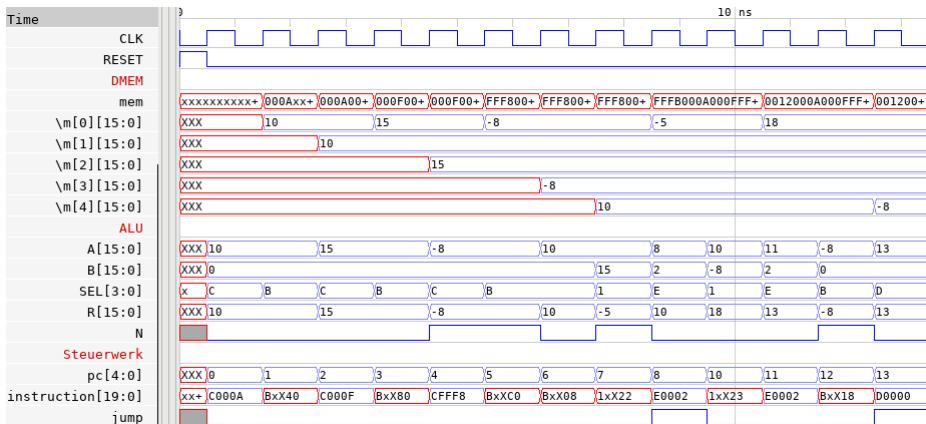 Time 0 10 ns
CLK
RESET
DMEM
mem xxxxxxxxxx+ 000Axx+ 000A00+ 000F00+ 000F00+ FFF800+ FFF800+ FFF800+ FFFB000A000FFF+ 0012000A000FFF+ 001200+
\m[0][15:0] XXX 10 15 -8 -5 18
\m[1][15:0] XXX 10
\m[2][15:0] XXX 15
\m[3][15:0] XXX -8
\m[4][15:0] XXX 10 -8
ALU
A[15:0] XXX 10 15 -8 10 8 10 11 -8 13
B[15:0] XXX 0 15 2 -8 2 0
SEL[3:0] x C B C B C B 1 E 1 E B D
R[15:0] XXX 10 15 -8 10 -5 10 18 13 -8 13
N
Steuerwerk
pc[4:0] XXX 0 1 2 3 4 5 6 7 8 10 11 12 13
instruction[19:0] xx+ C000A BxX40 C000F BxX80 CFFF8 BxXC0 BxX08 1xX22 E0002 1xX23 E0002 BxX18 D0000
jump